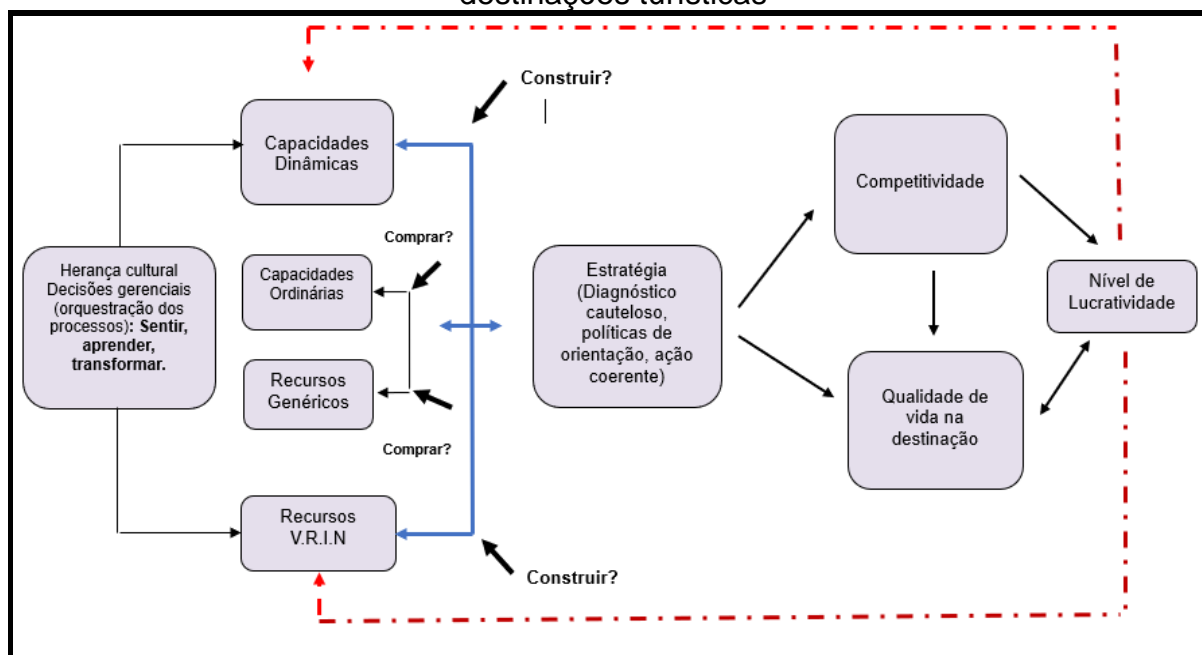 destinações turísticas
Construir?
Capacidades
Dinâmicas
Competitividade
Comprar?
Herança cultural
Decisões gerenciais
(orquestração dos
processos): Sentir,
aprender,
transformar.
Capacidades
Ordinárias
Estratégia
(Diagnóstico
cauteloso,
políticas de
orientação, ação
coerente)
Nível de
Lucratividade
Recursos
Genéricos
Qualidade de
vida na
destinação
Comprar?
Recursos
V.R.I.N
Construir?